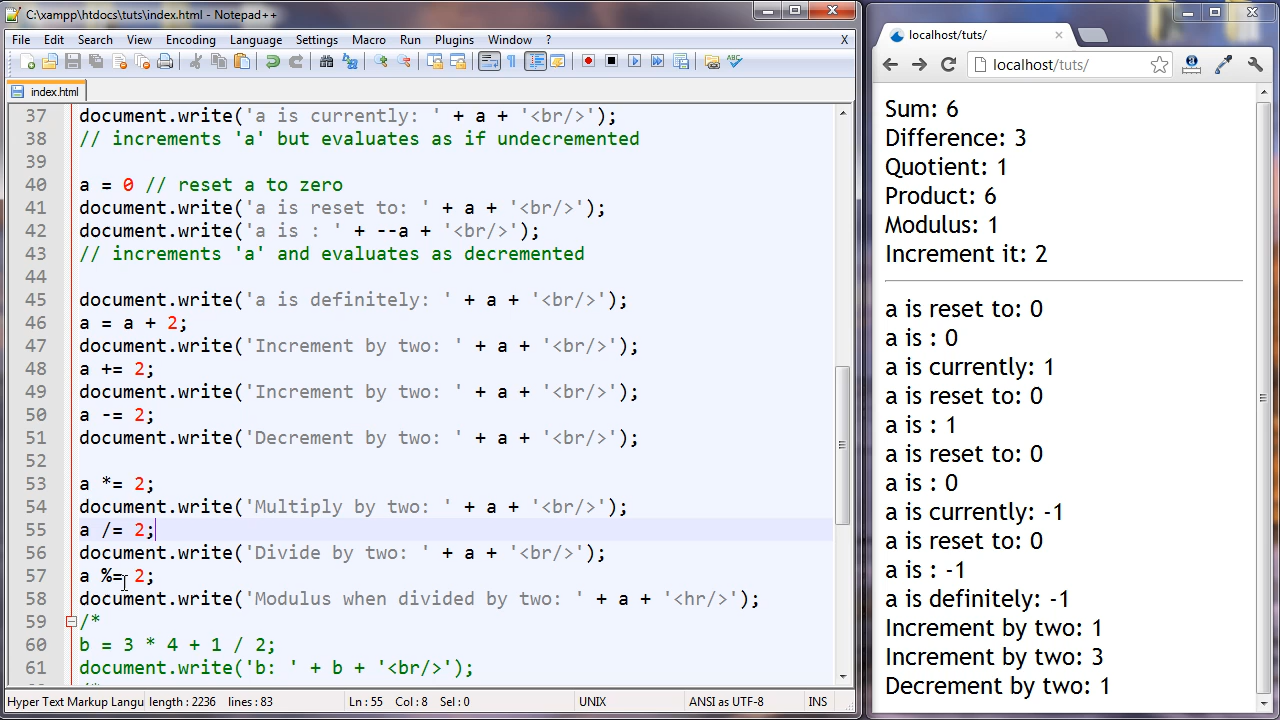 C:\xampp\htdocs\tuts\index.html - Notepad++
File Edit Search View Encoding Language Settings Macro Run Plugins Window ? X
index.html
37 document.write('a is currently: ' + a + '<br/>');
38 // increments 'a' but evaluates as if undecremented
39
40 a = 0 // reset a to zero
41 document.write('a is reset to: ' + a + '<br/>');
42 document.write('a is : ' + --a + '<br/>');
43 // increments 'a' and evaluates as decremented
44
45 document.write('a is definitely: ' + a + '<br/>');
46 a = a + 2;
47 document.write('Increment by two: ' + a + '<br/>');
48 a += 2;
49 document.write('Increment by two: ' + a + '<br/>');
50 a -= 2;
51 document.write('Decrement by two: ' + a + '<br/>');
52
53 a *= 2;
54 document.write('Multiply by two: ' + a + '<br/>');
55 a /= 2;
56 document.write('Divide by two: ' + a + '<br/>');
57 a %= 2;
58 document.write('Modulus when divided by two: ' + a + '<hr/>');
59 /*
60 b = 3 * 4 + 1 / 2;
61 document.write('b: ' + b + '<br/>');
Hyper Text Markup Langu length : 2236 lines : 83 Ln : 55 Col : 8 Sel : 0 UNIX ANSI as UTF-8 INS
localhost/tuts/
localhost/tuts/
Sum: 6
Difference: 3
Quotient: 1
Product: 6
Modulus: 1
Increment it: 2
a is reset to: 0
a is : 0
a is currently: 1
a is reset to: 0
a is : 1
a is reset to: 0
a is : 0
a is currently: -1
a is reset to: 0
a is : -1
a is definitely: -1
Increment by two: 1
Increment by two: 3
Decrement by two: 1